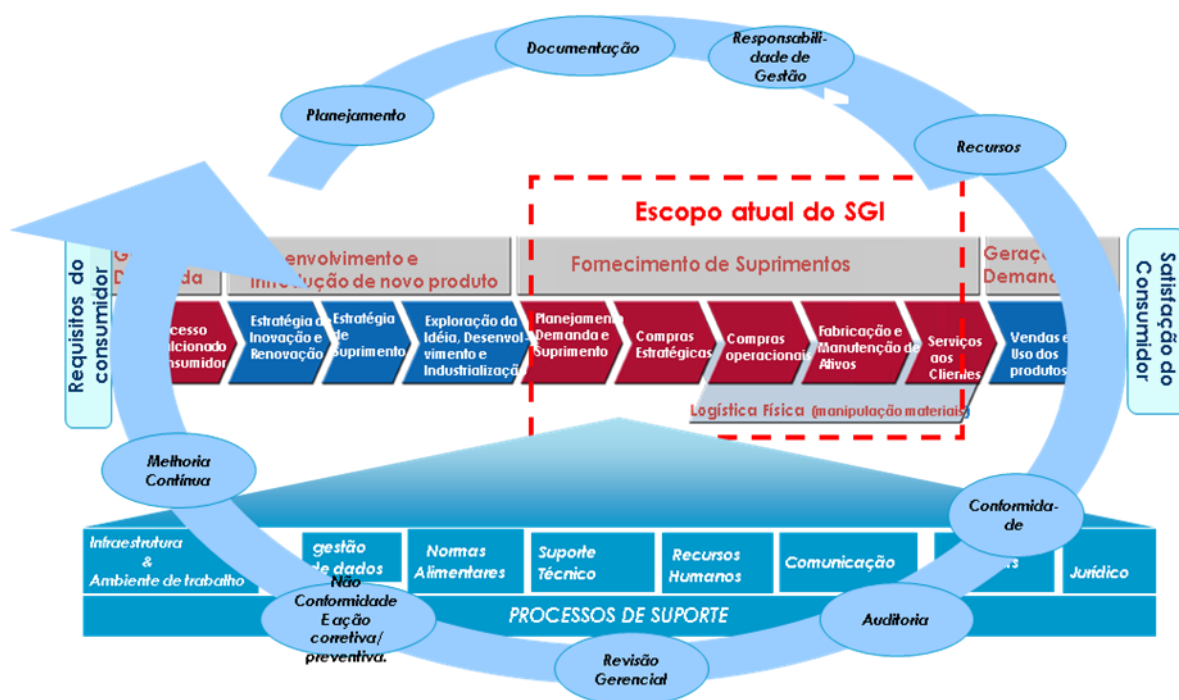 Documentação
Responsabili-
dade de
Gestão
Planejamento
Recursos
Escopo atual do SGI
Requisitos do
consumidor
envolvimento e
Introdução de novo produto
Fornecimento de Suprimentos
Geraçã
Demanda
Satisfação do
Consumidor
Estratégia de
Inovação e
Renovação
Estratégia
de
Suprimento
Exploração da
Idéia, Desenvol-
vimento e
Industrialização
Planejamento
Demanda e
Suprimento
Compras
Estratégicas
Compras
operacionais
Fabricação e
Manutenção de
Ativos
Serviços
aos
Clientes
Vendas e
Uso dos
produtos
Logística Física (manipulação materiais)
Melhoria
Contínua
Conformida-
de
Infraestrutura
&
Ambiente de trabalho
gestão
de dados
Normas
Alimentares
Suporte
Técnico
Recursos
Humanos
Comunicação
Jurídico
Não
Conformidade
E ação
corretiva/
preventiva.
PROCESSOS DE SUPORTE
Auditoria
Revisão
Gerencial